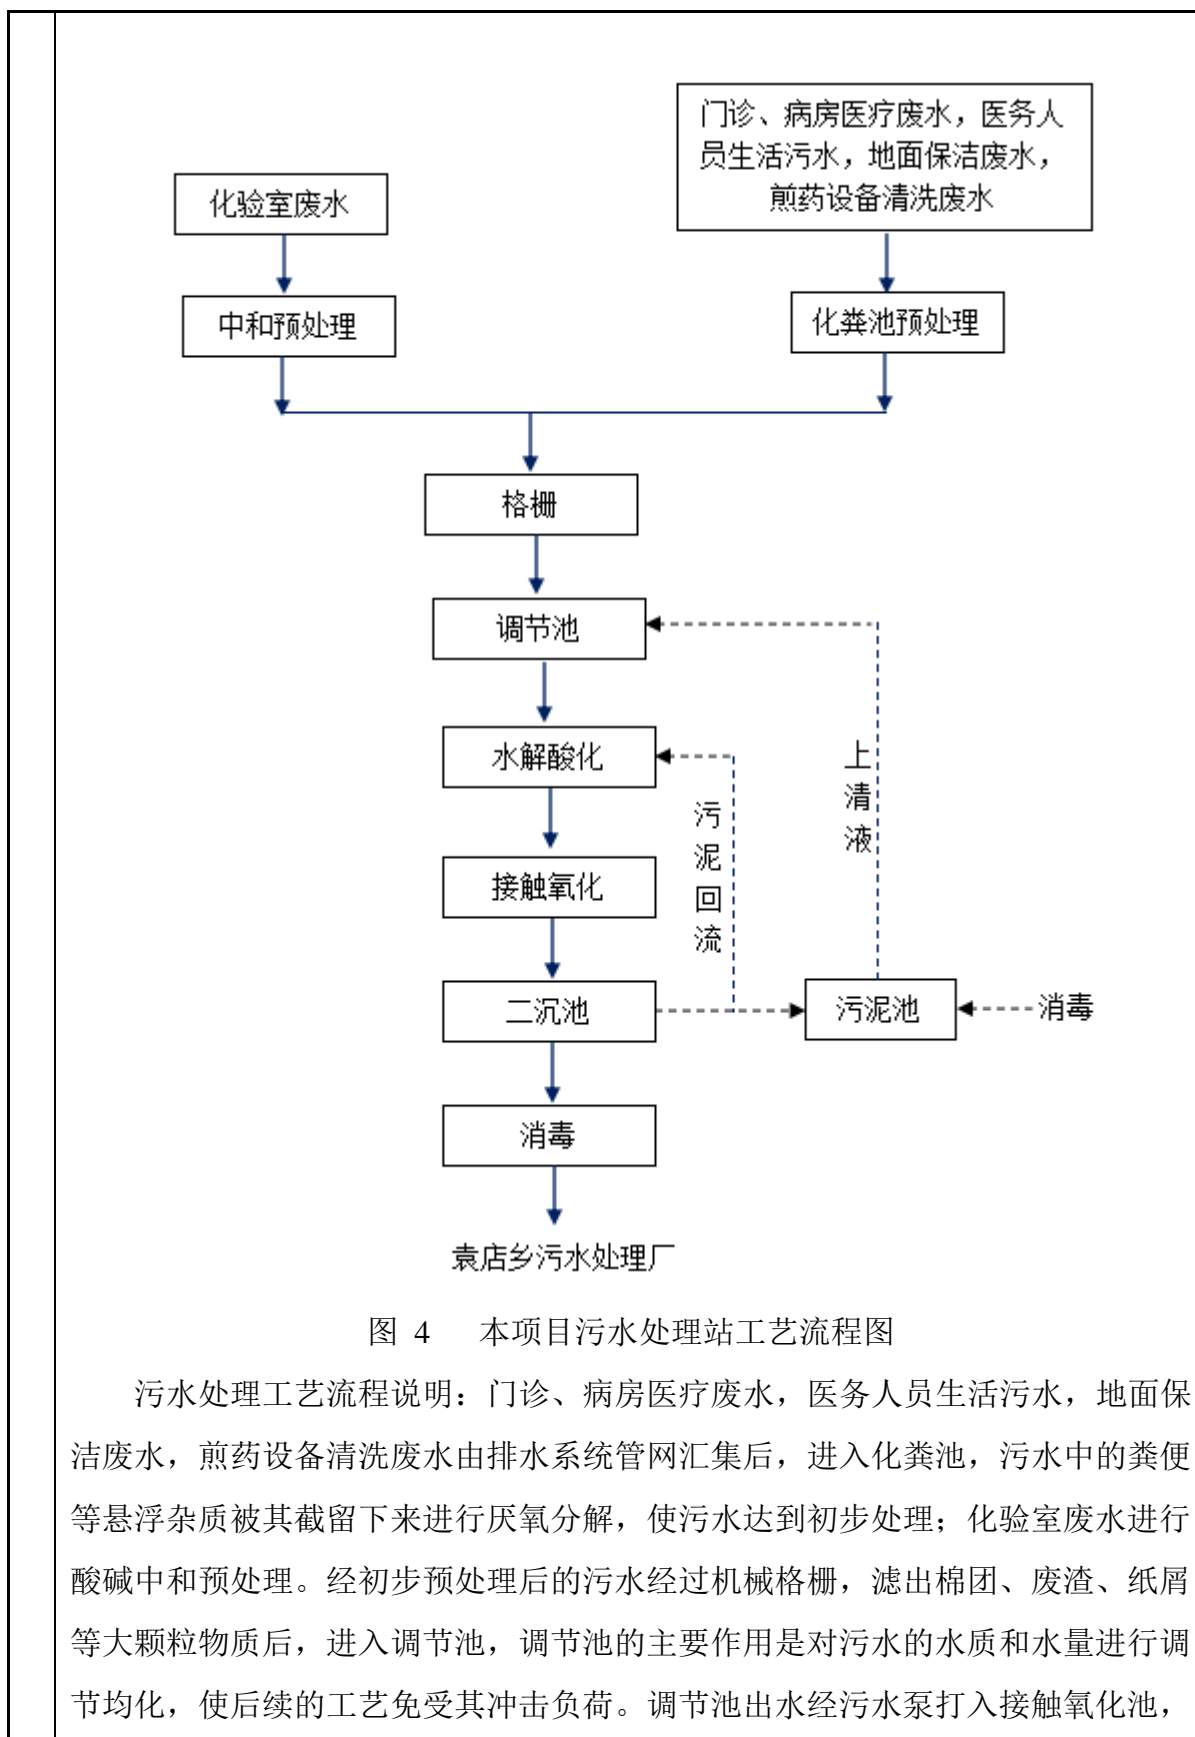 门诊、病房医疗废水，医务人
员生活污水，地面保洁废水，
煎药设备清洗废水
化验室废水
中和预处理
化粪池预处理
格栅
调节池
水解酸化
上清液
污泥回流
接触氧化
二沉池
污泥池
消毒
消毒
袁店乡污水处理厂
图 4 本项目污水处理站工艺流程图
污水处理工艺流程说明：门诊、病房医疗废水，医务人员生活污水，地面保
洁废水，煎药设备清洗废水由排水系统管网汇集后，进入化粪池，污水中的粪便
等悬浮杂质被其截留下来进行厌氧分解，使污水达到初步处理；化验室废水进行
酸碱中和预处理。经初步预处理后的污水经过机械格栅，滤出棉团、废渣、纸屑
等大颗粒物质后，进入调节池，调节池的主要作用是对污水的水质和水量进行调
节均化，使后续的工艺免受其冲击负荷。调节池出水经污水泵打入接触氧化池，